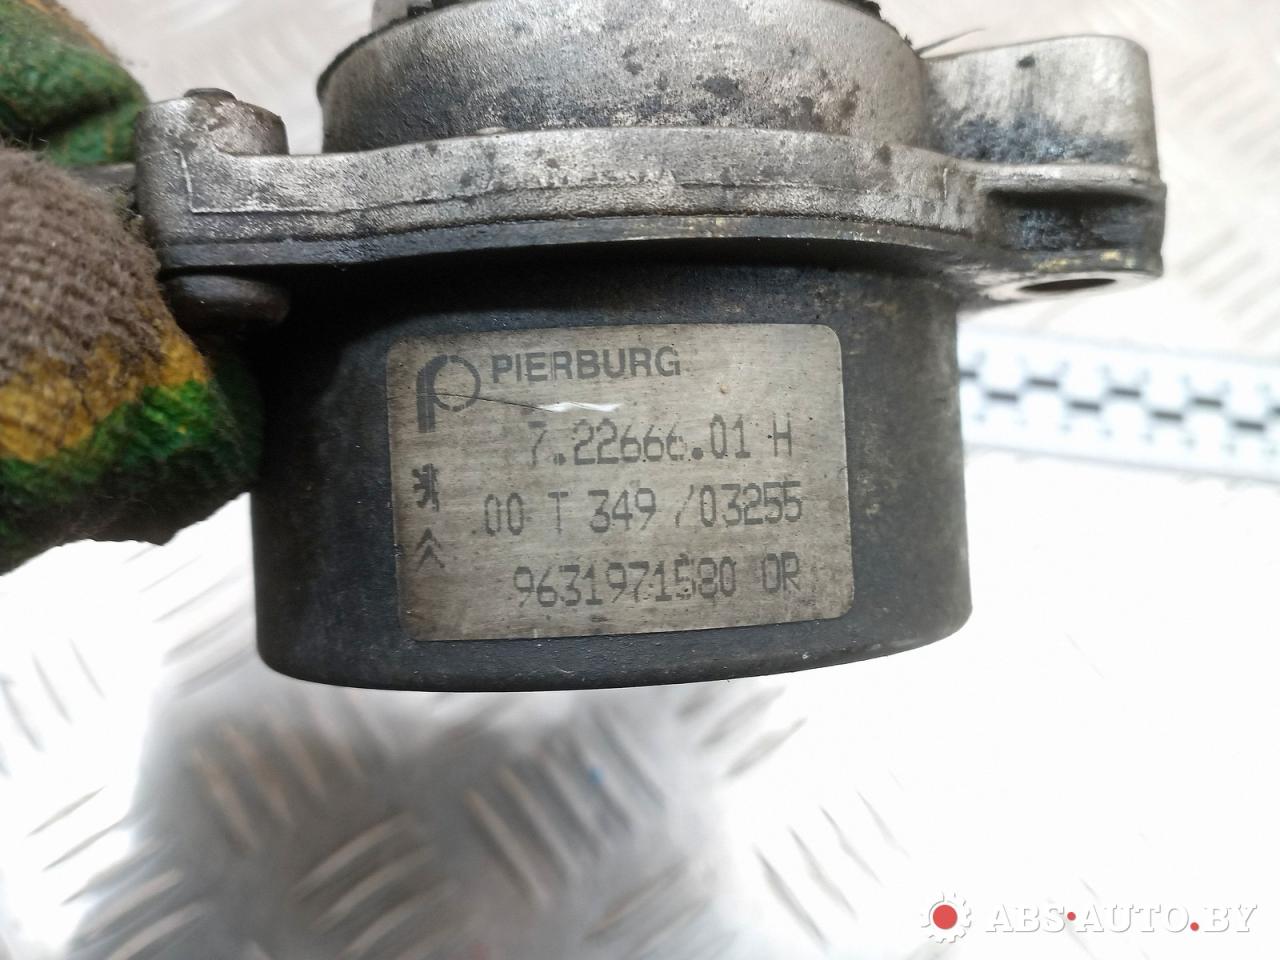 PIERBURG
7.22666.01 H
00 T 349 /03255
9631971580 OR
ABS-AUTO.BY